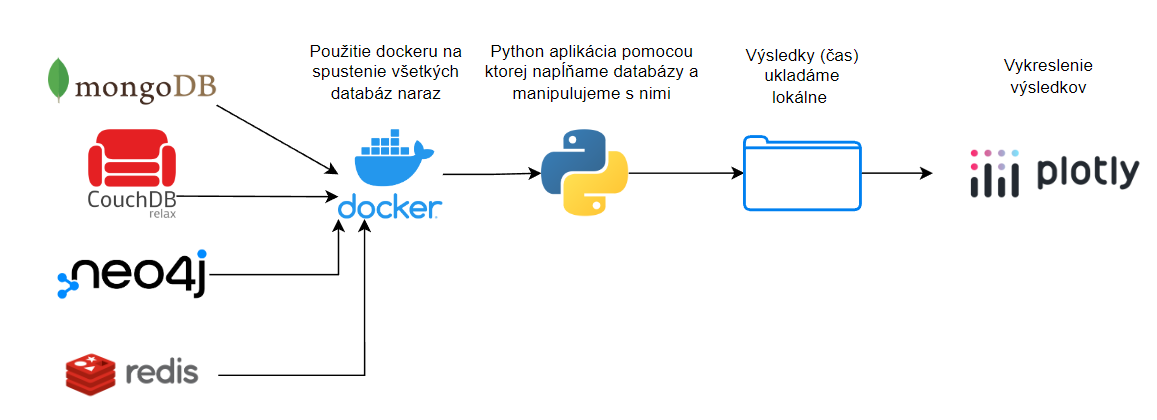 mongoDB
CouchDB
relax
neo4j
redis
Použitie dockeru na
spustenie všetkých
databáz naraz
docker
Python aplikácia pomocou
ktorej napĺňame databázy a
manipulujeme s nimi
Výsledky (čas)
ukladáme
lokálne
Vykreslenie
výsledkov
plotly